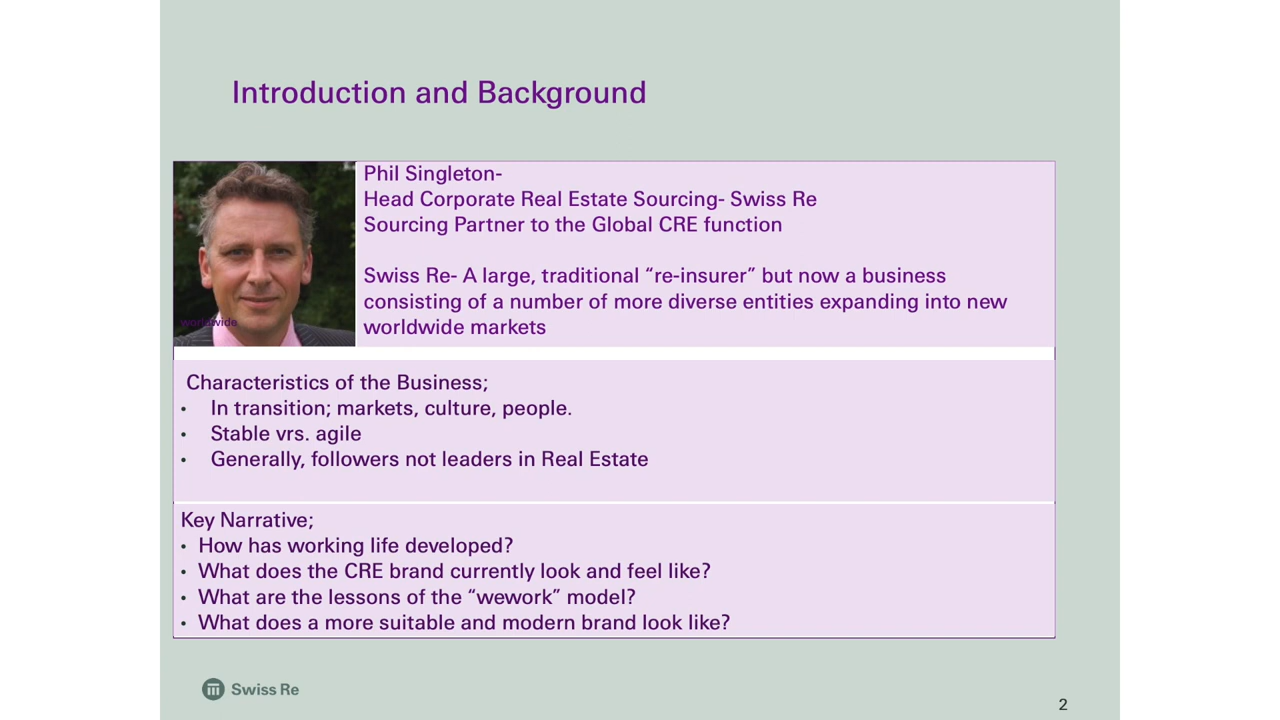 Introduction and Background
Phil Singleton-
Head Corporate Real Estate Sourcing- Swiss Re
Sourcing Partner to the Global CRE function
Swiss Re- A large, traditional “re-insurer” but now a business
consisting of a number of more diverse entities expanding into new
worldwide markets
worldwide
Characteristics of the Business;
• In transition; markets, culture, people.
• Stable vrs. agile
• Generally, followers not leaders in Real Estate
Key Narrative;
• How has working life developed?
• What does the CRE brand currently look and feel like?
• What are the lessons of the “wework” model?
• What does a more suitable and modern brand look like?
Swiss Re
2